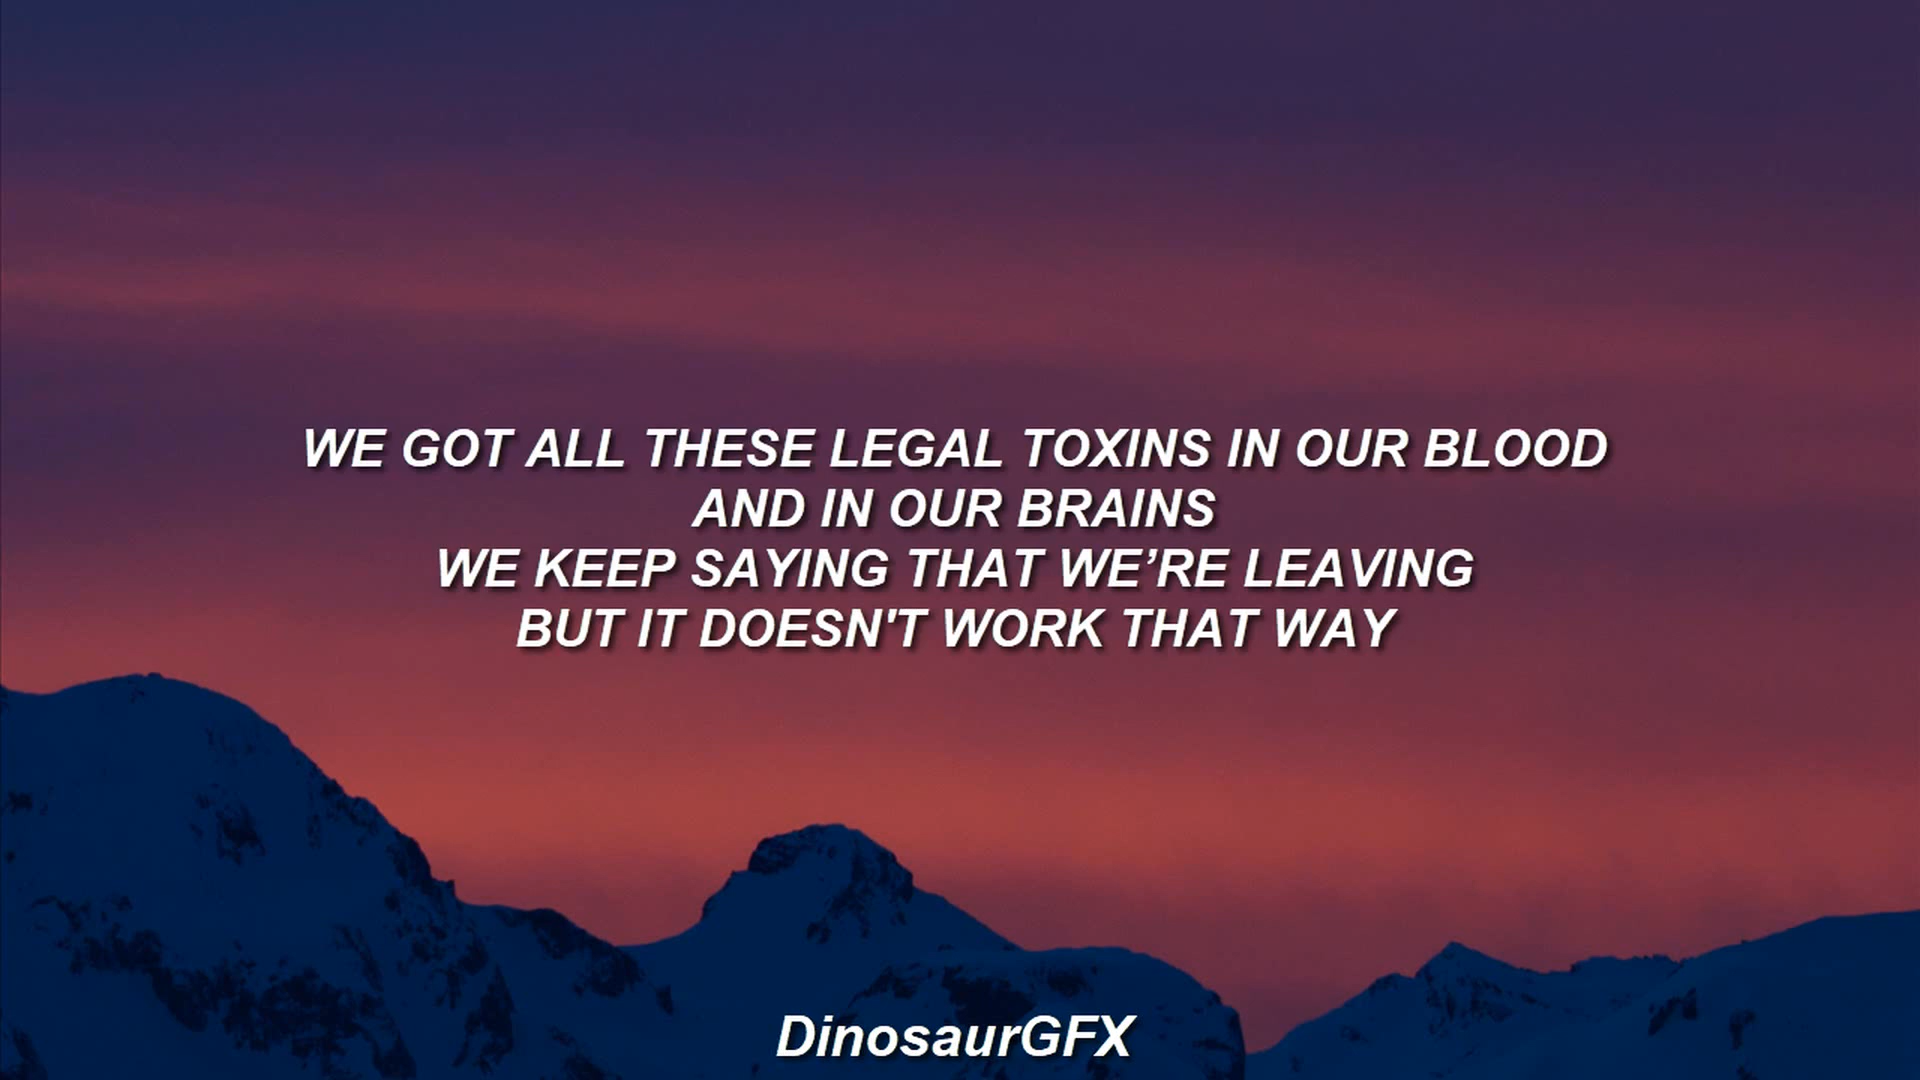 WE GOT ALL THESE LEGAL TOXINS IN OUR BLOOD
AND IN OUR BRAINS
WE KEEP SAYING THAT WE’RE LEAVING
BUT IT DOESN'T WORK THAT WAY
DinosaurGFX